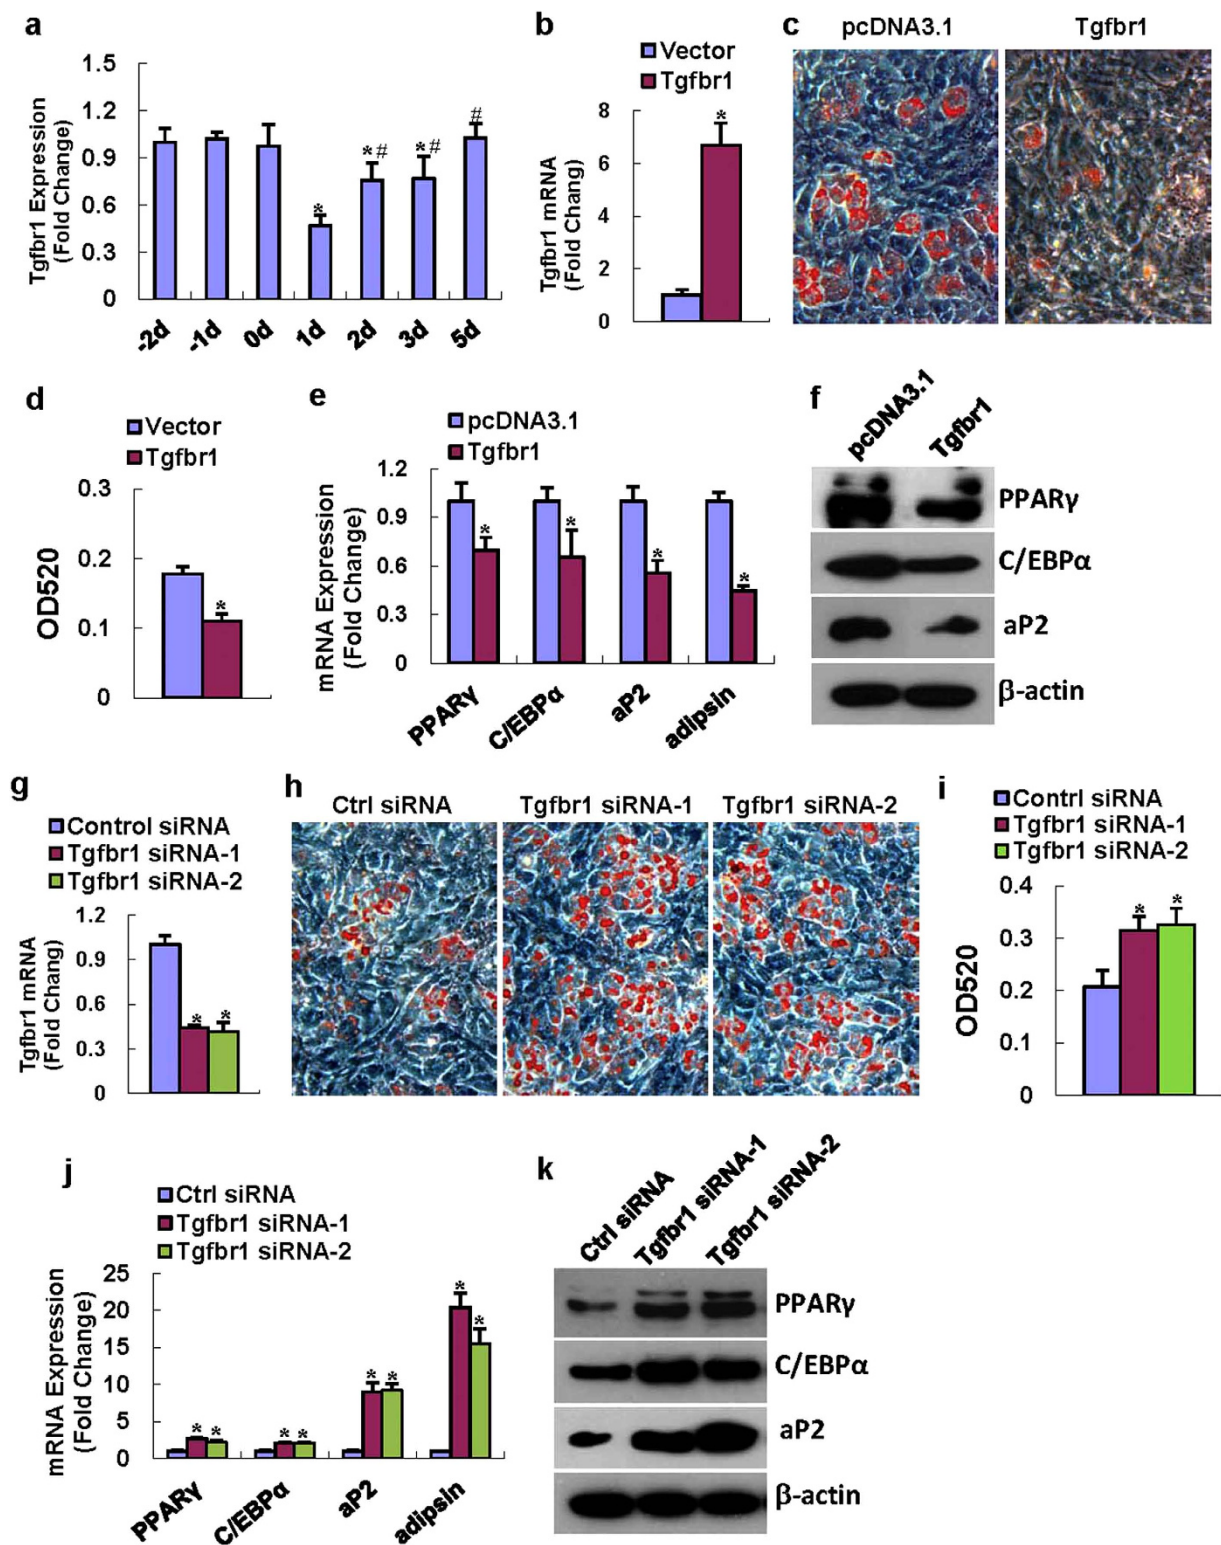 a
Tgfbr1 Expression
(Fold Change)
1.5
1.2
0.9
0.6
0.3
0
*
*#
*#
#
-2d
-1d
0d
1d
2d
3d
5d
b
Vector
Tgfbr1
Tgfbr1 mRNA
(Fold Chang)
8
6
4
2
0
*
c
pcDNA3.1
Tgfbr1
d
Vector
Tgfbr1
OD520
0.3
0.2
0.1
0
*
e
pcDNA3.1
Tgfbr1
mRNA Expression
(Fold Change)
1.2
0.9
0.6
0.3
0
*
*
*
*
PPARγ
C/EBPα
aP2
adipsin
f
pcDNA3.1
Tgfbr1
PPARγ
C/EBPα
aP2
β-actin
g
Control siRNA
Tgfbr1 siRNA-1
Tgfbr1 siRNA-2
Tgfbr1 mRNA
(Fold Chang)
1.2
0.9
0.6
0.3
0
*
*
h
Ctrl siRNA
Tgfbr1 siRNA-1
Tgfbr1 siRNA-2
i
Contrl siRNA
Tgfbr1 siRNA-1
Tgfbr1 siRNA-2
OD520
0.4
0.3
0.2
0.1
0
*
*
j
Ctrl siRNA
Tgfbr1 siRNA-1
Tgfbr1 siRNA-2
mRNA Expression
(Fold Change)
25
20
15
10
5
0
* *
* *
* *
*
*
PPARγ
C/EBPα
aP2
adipsin
k
Ctrl siRNA
Tgfbr1 siRNA-1
Tgfbr1 siRNA-2
PPARγ
C/EBPα
aP2
β-actin